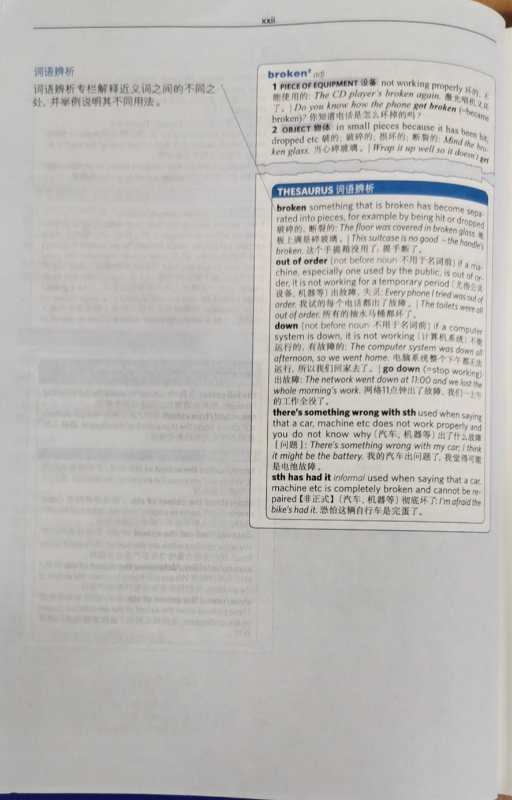 xxii
词语辨析
词语辨析专栏解释近义词之间的不同之
处, 并举例说明其不同用法。
broken² adj
1 PIECE OF EQUIPMENT 设备 not working properly 坏的, 不
能使用的: The CD player's broken again. 激光唱机又坏
了。 | Do you know how the phone got broken (=became
broken)? 你知道电话是怎么坏掉的吗?
2 OBJECT 物体 in small pieces because it has been hit,
dropped etc 破的; 破碎的; 损坏的; 断裂的: Mind the bro-
ken glass. 当心碎玻璃。 | Wrap it up well so it doesn't get
THESAURUS 词语辨析
broken something that is broken has become sepa-
rated into pieces, for example by being hit or dropped
破碎的, 断裂的: The floor was covered in broken glass. 地
板上满是碎玻璃。 | This suitcase is no good – the handle's
broken. 这个手提箱没用了, 提手断了。
out of order [not before noun 不用于名词前] if a ma-
chine, especially one used by the public, is out of or-
der, it is not working for a temporary period〔尤指公共
设备、机器等〕出故障, 失灵: Every phone I tried was out of
order. 我试的每个电话都出了故障。 | The toilets were all
out of order. 所有的抽水马桶都坏了。
down [not before noun 不用于名词前] if a computer
system is down, it is not working〔计算机系统〕不能
运行的, 有故障的: The computer system was down all
afternoon, so we went home. 电脑系统整个下午都无法
运行, 所以我们回家去了。 | go down (=stop working)
出故障: The network went down at 11:00 and we lost the
whole morning's work. 网络11点钟出了故障, 我们一上午
的工作全没了。
there's something wrong with sth used when saying
that a car, machine etc does not work properly and
you do not know why〔汽车、机器等〕出了什么故障
[问题]: There's something wrong with my car; I think
it might be the battery. 我的汽车出问题了, 我觉得可能
是电池故障。
sth has had it informal used when saying that a car,
machine etc is completely broken and cannot be re-
paired【非正式】〔汽车、机器等〕彻底坏了: I'm afraid the
bike's had it. 恐怕这辆自行车是完蛋了。